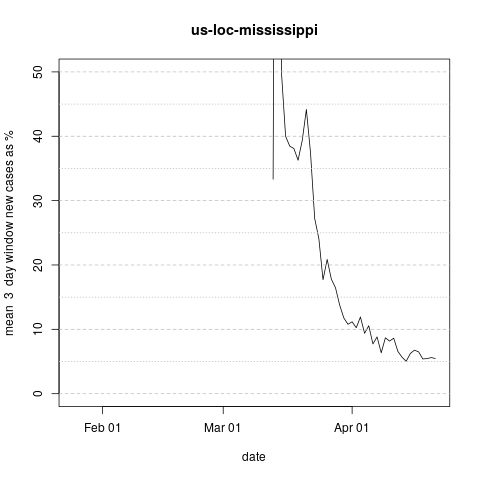 us-loc-mississippi
mean 3 day window new cases as %
50
40
30
20
10
0
Feb 01
Mar 01
Apr 01
date